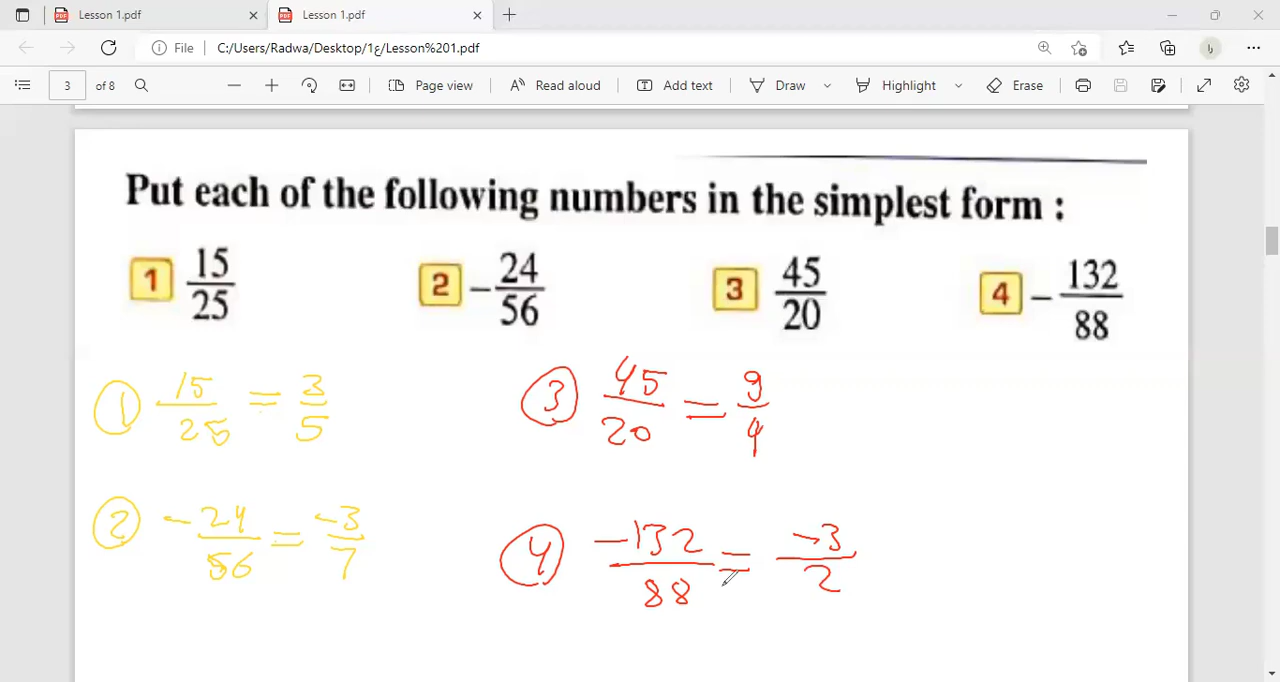 Lesson 1.pdf
Lesson 1.pdf
File C:/Users/Radwa/Desktop/1ع/Lesson%201.pdf
3 of 8 Page view Read aloud Add text Draw Highlight Erase
Put each of the following numbers in the simplest form :
1 15/25 2 -24/56 3 45/20 4 -132/88
① 15/25 = 3/5
③ 45/20 = 9/4
② -24/56 = -3/7
④ -132/88 = -3/2